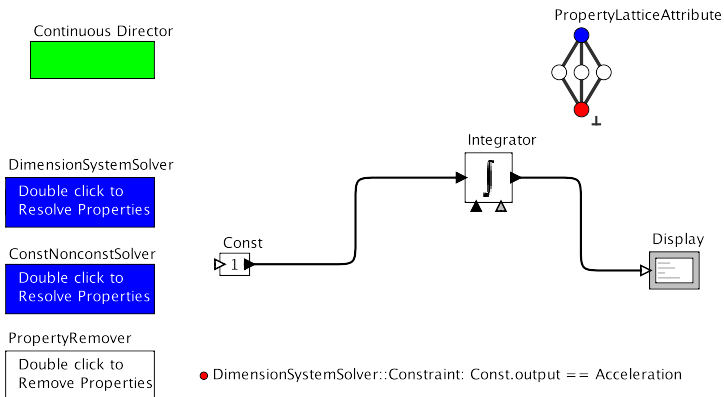 PropertyLatticeAttribute
Continuous Director
⊥
Integrator
DimensionSystemSolver
Double click to
Resolve Properties
Const
1
Display
ConstNonconstSolver
Double click to
Resolve Properties
PropertyRemover
Double click to
Remove Properties
DimensionSystemSolver::Constraint: Const.output == Acceleration